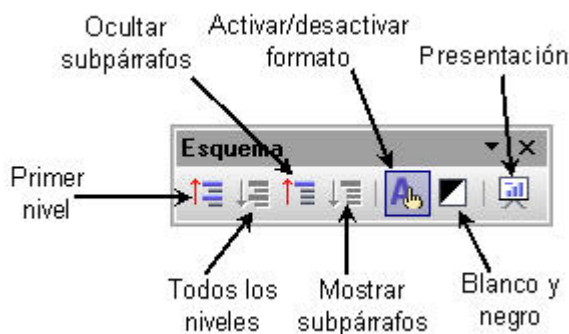 Ocultar
subpárrafos
Activar/desactivar
formato
Presentación
Esquema
Primer
nivel
Todos los
niveles
Mostrar
subpárrafos
Blanco y
negro